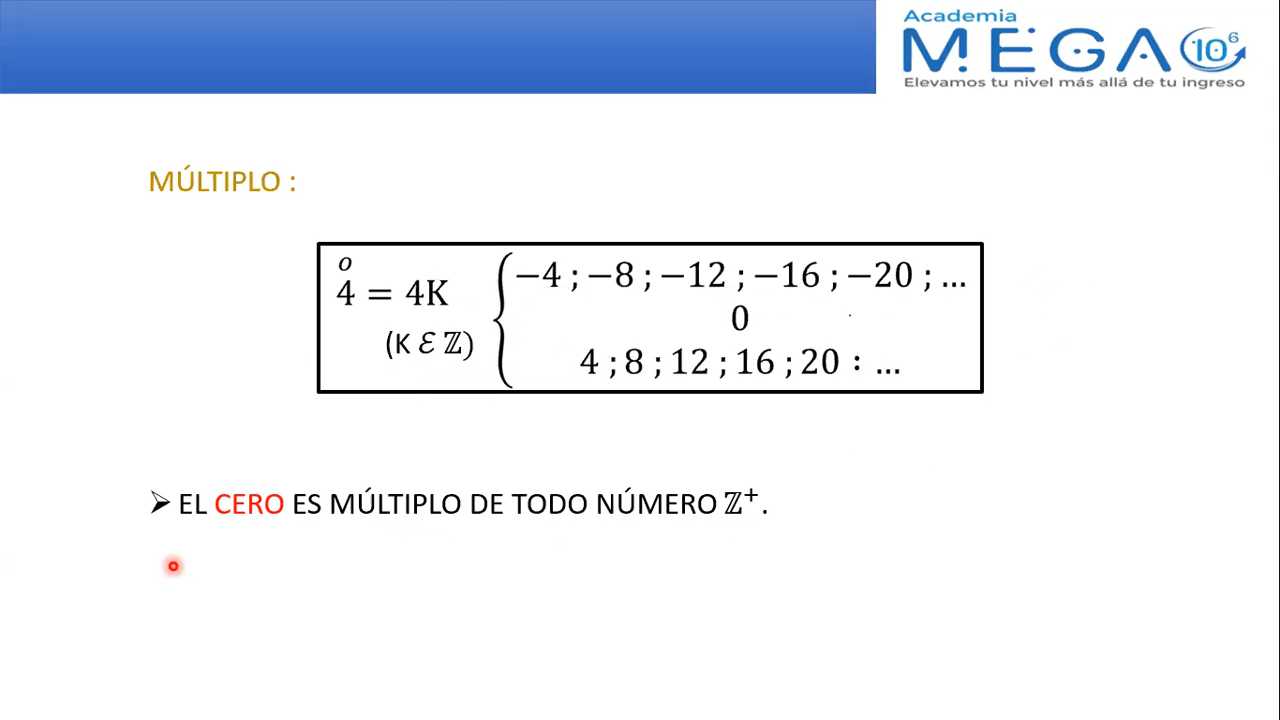 Academia
MEGA 10⁶
Elevamos tu nivel más allá de tu ingreso
MÚLTIPLO :
o
4 = 4K
(K ℰ ℤ)
−4 ; −8 ; −12 ; −16 ; −20 ; ...
0
4 ; 8 ; 12 ; 16 ; 20 : ...
➢ EL CERO ES MÚLTIPLO DE TODO NÚMERO ℤ⁺.